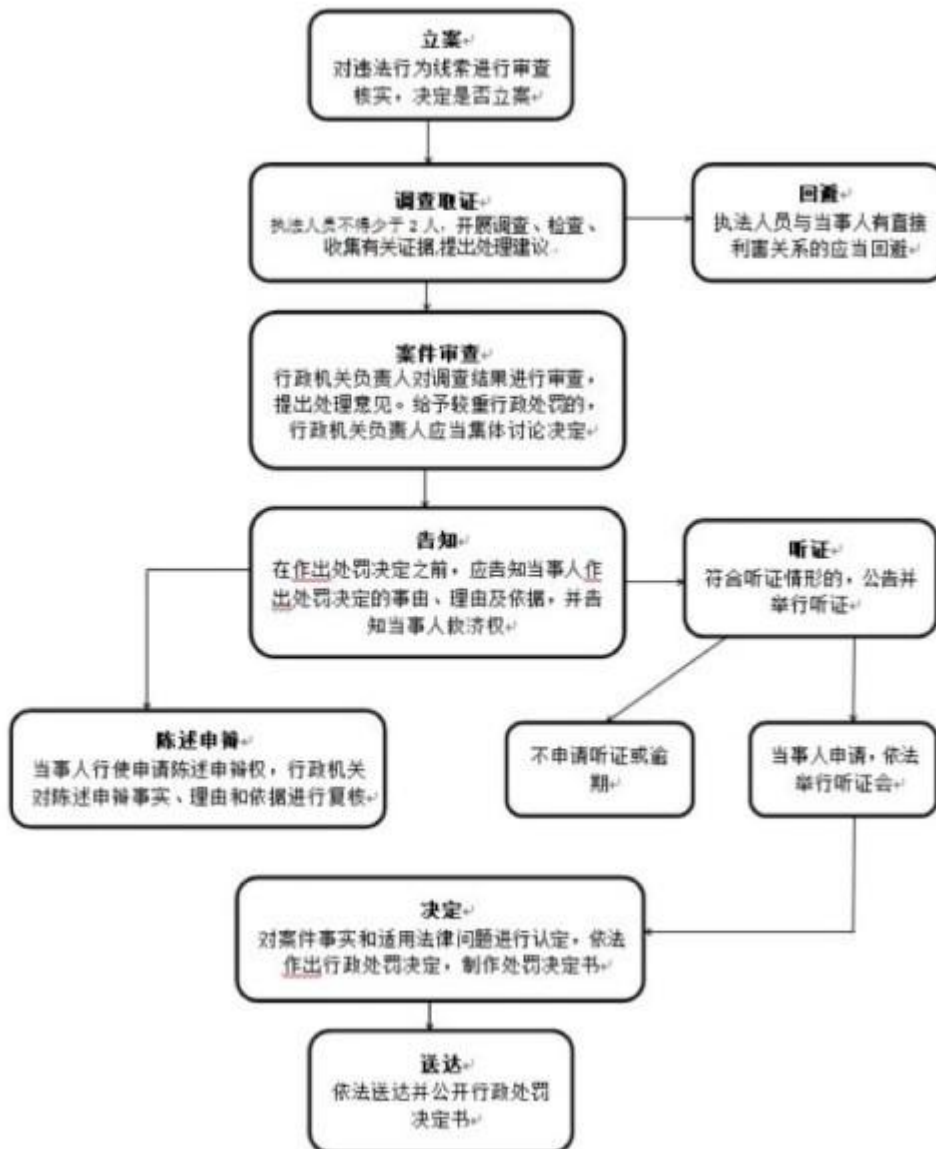 立案
对违法行为线索进行审查
核实，决定是否立案
调查取证
执法人员不得少于 2 人，开展调查、检查、
收集有关证据,提出处理建议
回避
执法人员与当事人有直接
利害关系的应当回避
案件审查
行政机关负责人对调查结果进行审查，
提出处理意见。给予较重行政处罚的，
行政机关负责人应当集体讨论决定
告知
在作出处罚决定之前，应告知当事人作
出处罚决定的事由、理由及依据，并告
知当事人救济权
听证
符合听证情形的，公告并
举行听证
陈述申辩
当事人行使申请陈述申辩权，行政机关
对陈述申辩事实、理由和依据进行复核
不申请听证或逾
期
当事人申请，依法
举行听证会
决定
对案件事实和适用法律问题进行认定，依法
作出行政处罚决定，制作处罚决定书
送达
依法送达并公开行政处罚
决定书